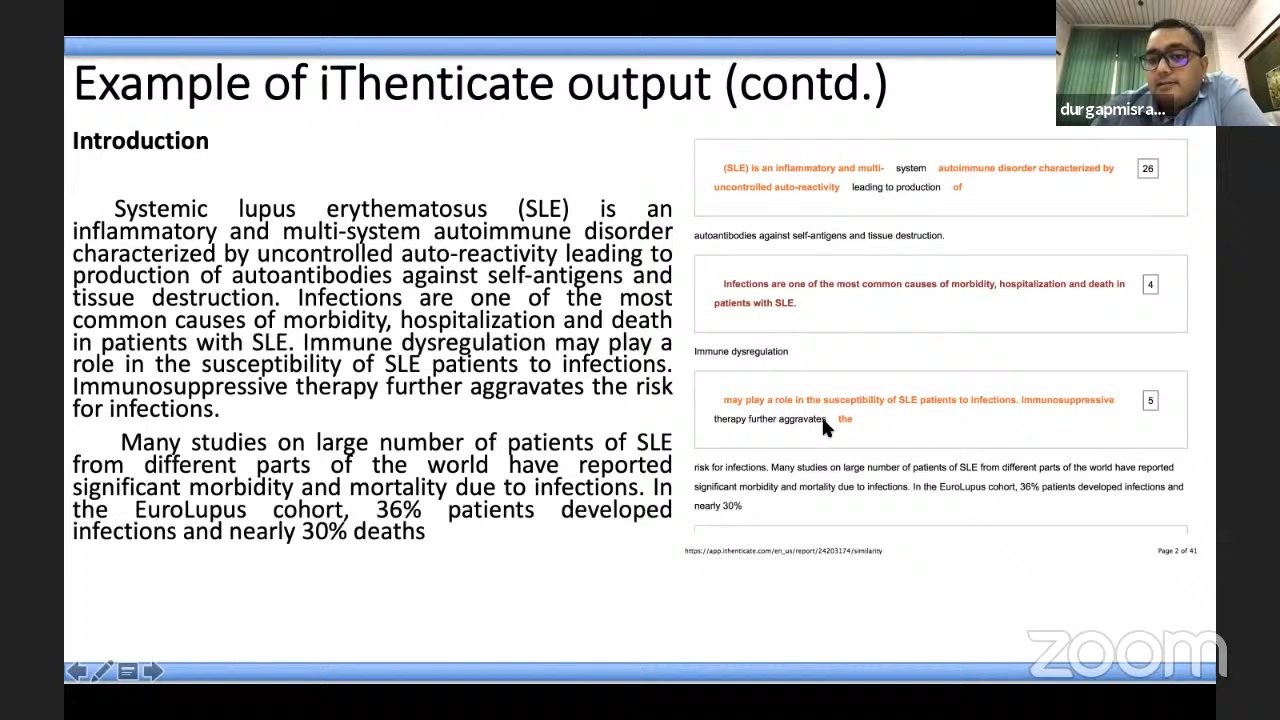 Example of iThenticate output (contd.)
durgapmisra...
Introduction
Systemic lupus erythematosus (SLE) is an
inflammatory and multi-system autoimmune disorder
characterized by uncontrolled auto-reactivity leading to
production of autoantibodies against self-antigens and
tissue destruction. Infections are one of the most
common causes of morbidity, hospitalization and death
in patients with SLE. Immune dysregulation may play a
role in the susceptibility of SLE patients to infections.
Immunosuppressive therapy further aggravates the risk
for infections.
Many studies on large number of patients of SLE
from different parts of the world have reported
significant morbidity and mortality due to infections. In
the EuroLupus cohort, 36% patients developed
infections and nearly 30% deaths
(SLE) is an inflammatory and multi- system autoimmune disorder characterized by 26
uncontrolled auto-reactivity leading to production of
autoantibodies against self-antigens and tissue destruction.
Infections are one of the most common causes of morbidity, hospitalization and death in 4
patients with SLE.
Immune dysregulation
may play a role in the susceptibility of SLE patients to infections. Immunosuppressive 5
therapy further aggravates the
risk for infections. Many studies on large number of patients of SLE from different parts of the world have reported
significant morbidity and mortality due to infections. In the EuroLupus cohort, 36% patients developed infections and
nearly 30%
https://app.ithenticate.com/en_us/report/24203174/similarity Page 2 of 41
zoom